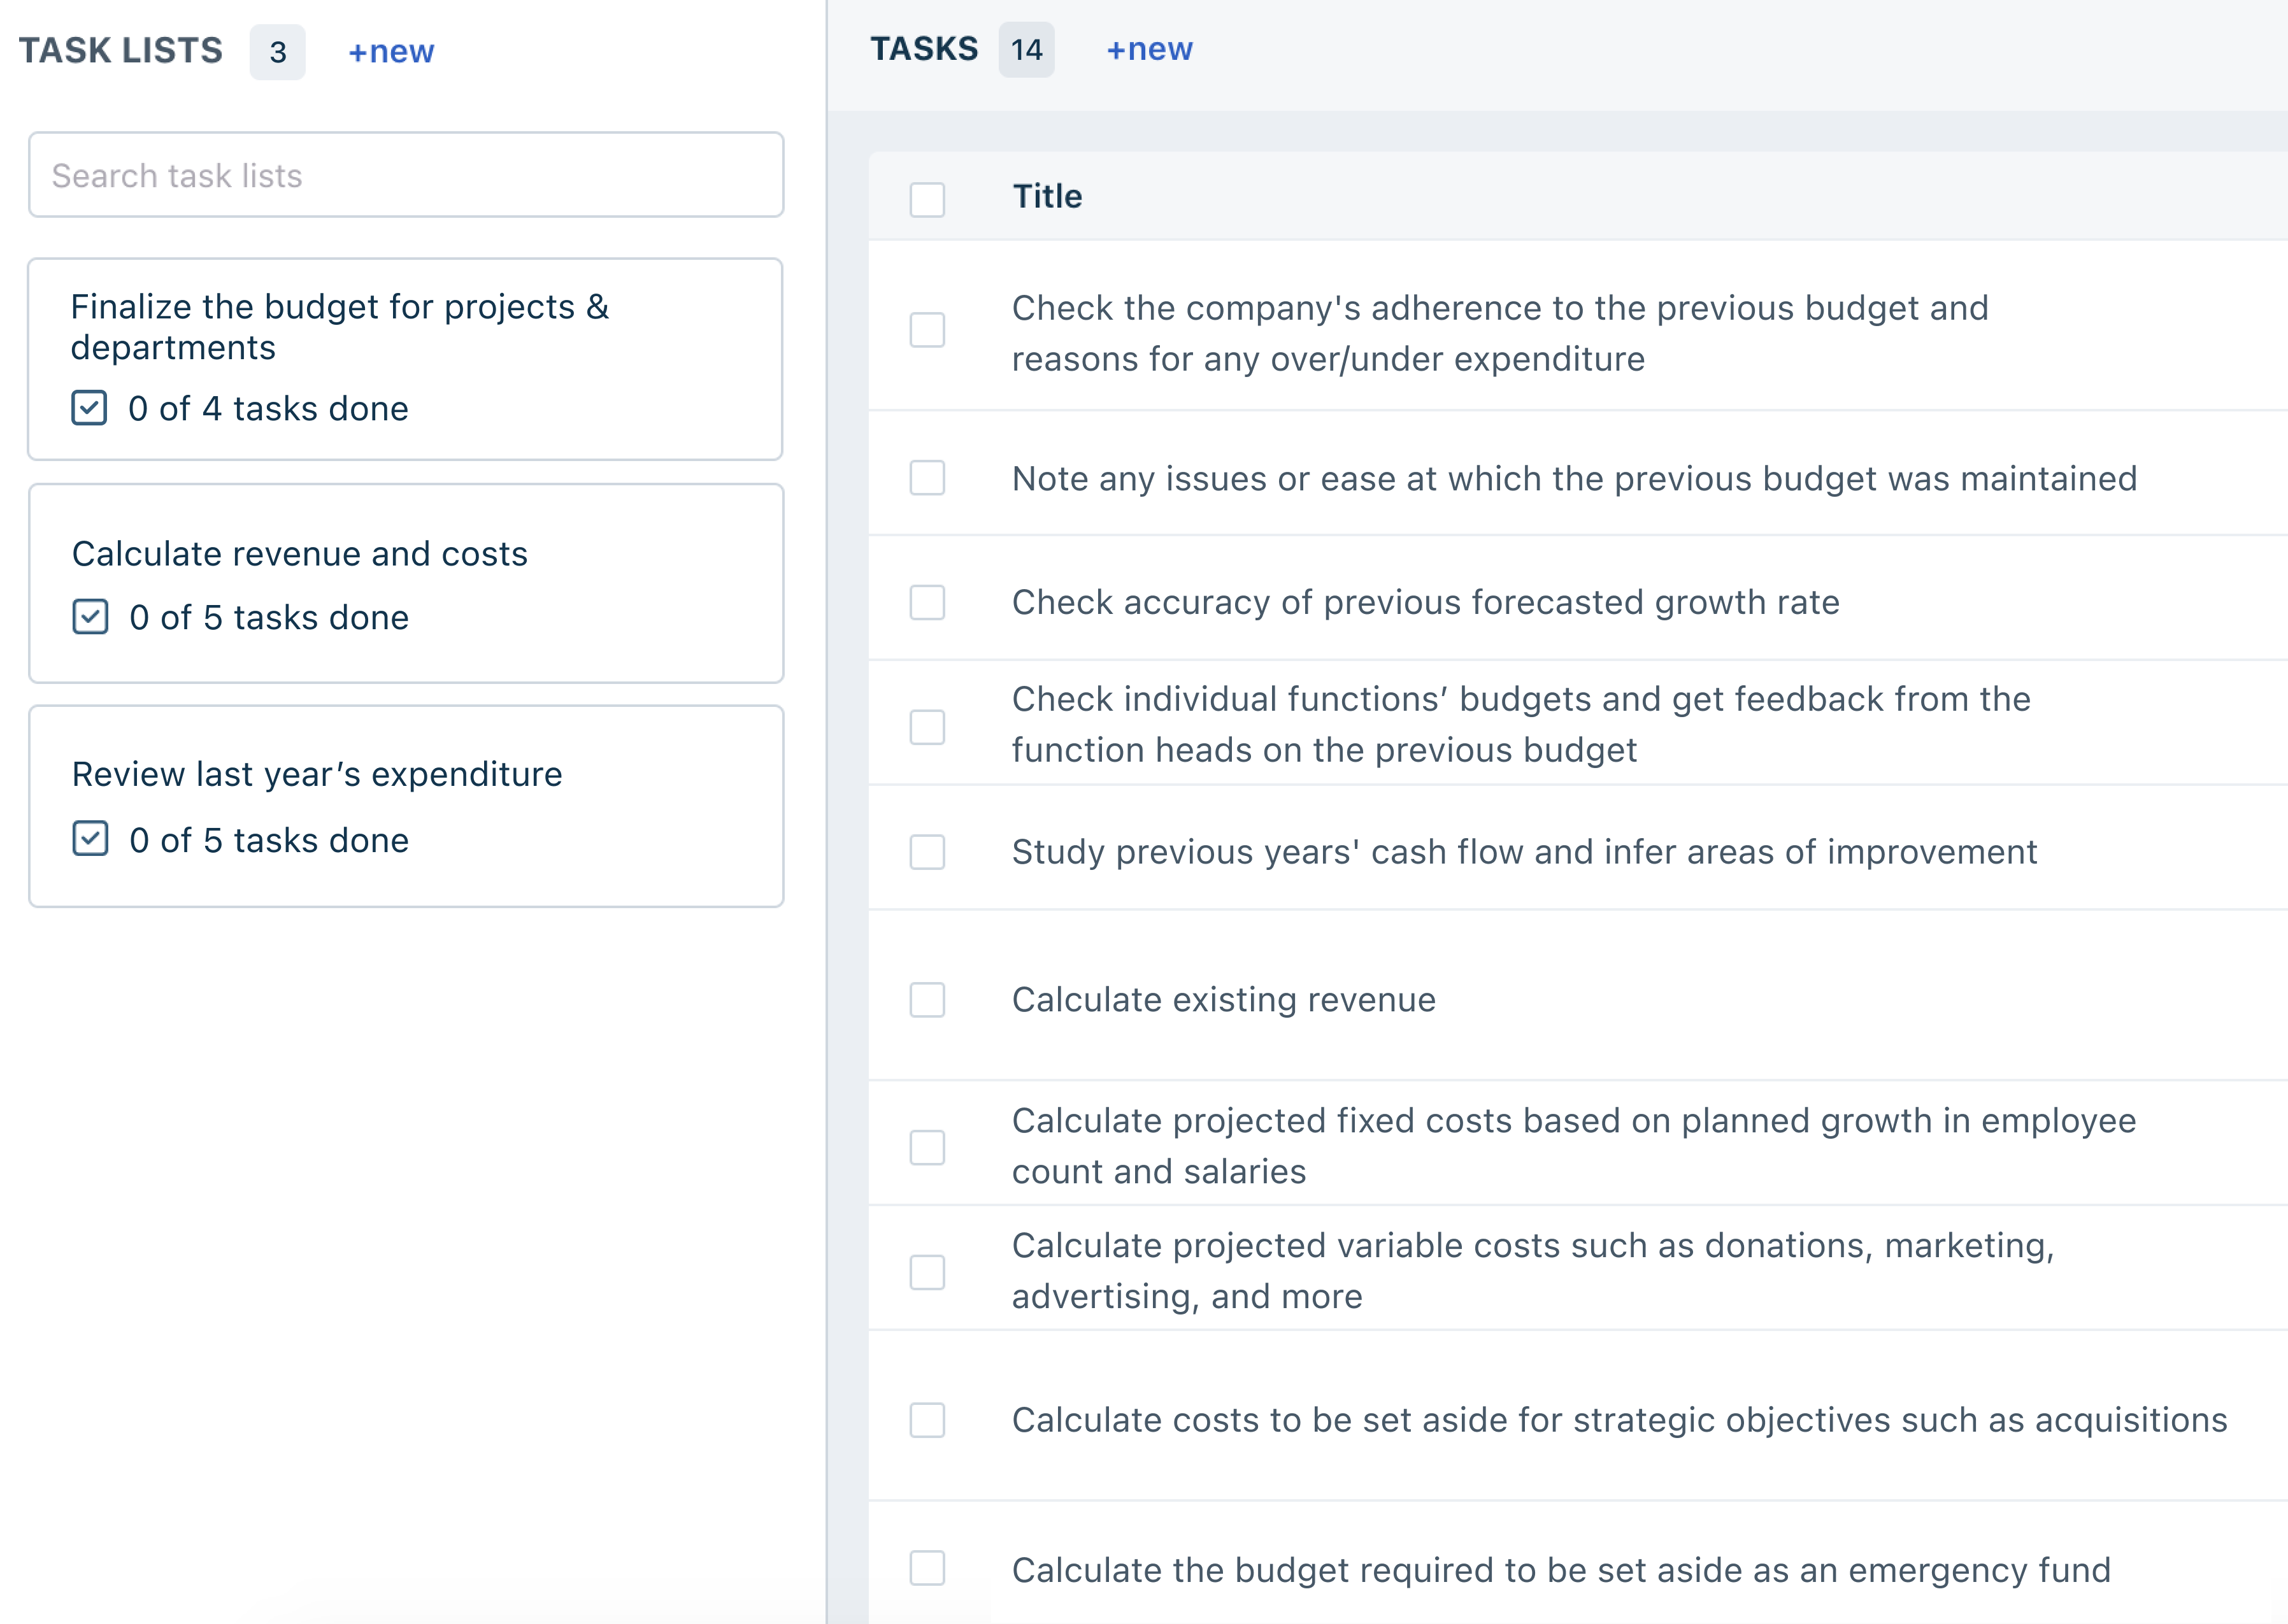 TASK LISTS 3 +new
Search task lists
Finalize the budget for projects &
departments
0 of 4 tasks done
Calculate revenue and costs
0 of 5 tasks done
Review last year’s expenditure
0 of 5 tasks done
TASKS 14 +new
Title
Check the company's adherence to the previous budget and
reasons for any over/under expenditure
Note any issues or ease at which the previous budget was maintained
Check accuracy of previous forecasted growth rate
Check individual functions’ budgets and get feedback from the
function heads on the previous budget
Study previous years' cash flow and infer areas of improvement
Calculate existing revenue
Calculate projected fixed costs based on planned growth in employee
count and salaries
Calculate projected variable costs such as donations, marketing,
advertising, and more
Calculate costs to be set aside for strategic objectives such as acquisitions
Calculate the budget required to be set aside as an emergency fund